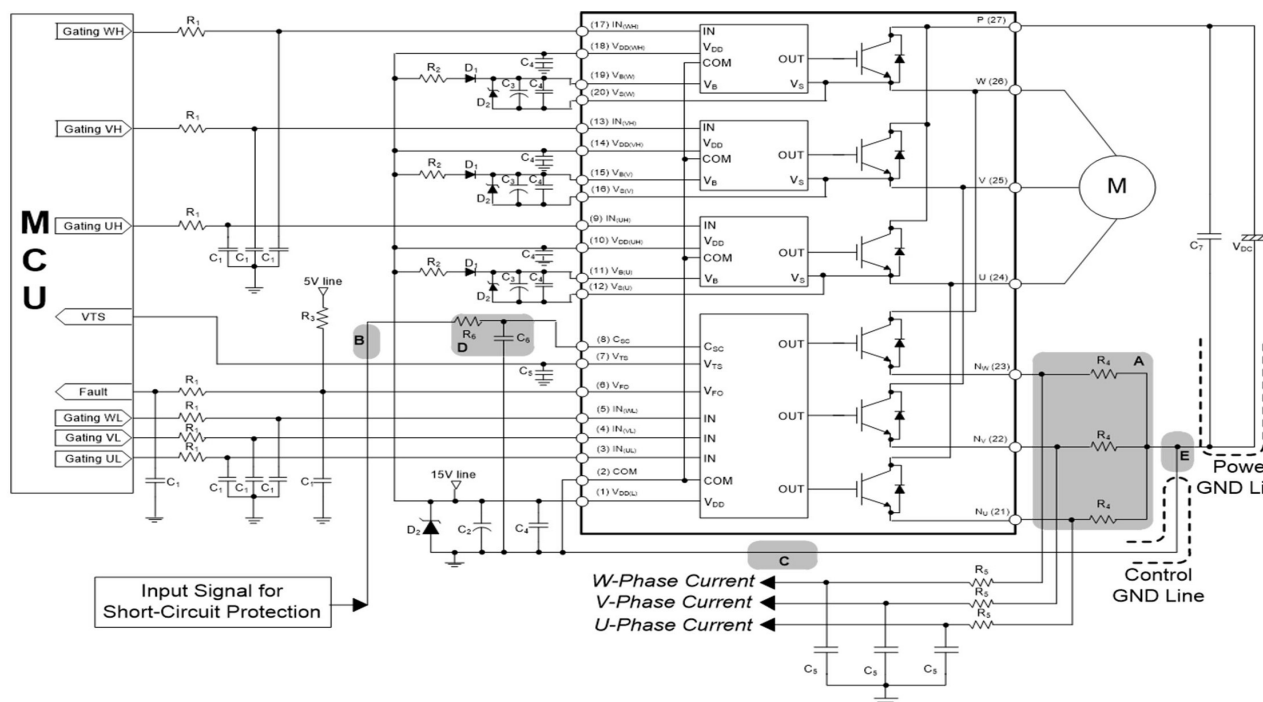 MCU
Gating WH
R1
(17) IN(WH)
IN
P (27)
(18) VDD(WH)
VDD
C4
COM
OUT
R2
D1
(19) VB(W)
VB
VS
C3
C4
D2
(20) VS(W)
W (26)
Gating VH
R1
(13) IN(VH)
IN
(14) VDD(VH)
VDD
C4
COM
OUT
R2
D1
(15) VB(V)
VB
VS
C3
C4
D2
(16) VS(V)
V (25)
M
Gating UH
R1
(9) IN(UH)
IN
(10) VDD(UH)
VDD
C4
COM
OUT
C7
VDC
C1
C1
C1
R2
D1
(11) VB(U)
VB
VS
C3
C4
D2
(12) VS(U)
U (24)
5V line
R3
VTS
B
R6
D
C6
(8) CSC
CSC
OUT
(7) VTS
VTS
C5
NW (23)
R4
A
Fault
R1
(6) VFO
VFO
Gating WL
R1
(5) IN(WL)
IN
OUT
Gating VL
R1
(4) IN(VL)
IN
NV (22)
R4
E
Gating UL
(3) IN(UL)
IN
Power
GND Li
C1
C1
C1
C1
C1
15V line
(2) COM
COM
OUT
(1) VDD(L)
VDD
NU (21)
R4
D2
C2
C4
C
Control
GND Line
Input Signal for
Short-Circuit Protection
W-Phase Current
R5
V-Phase Current
R5
U-Phase Current
R5
C5
C5
C5